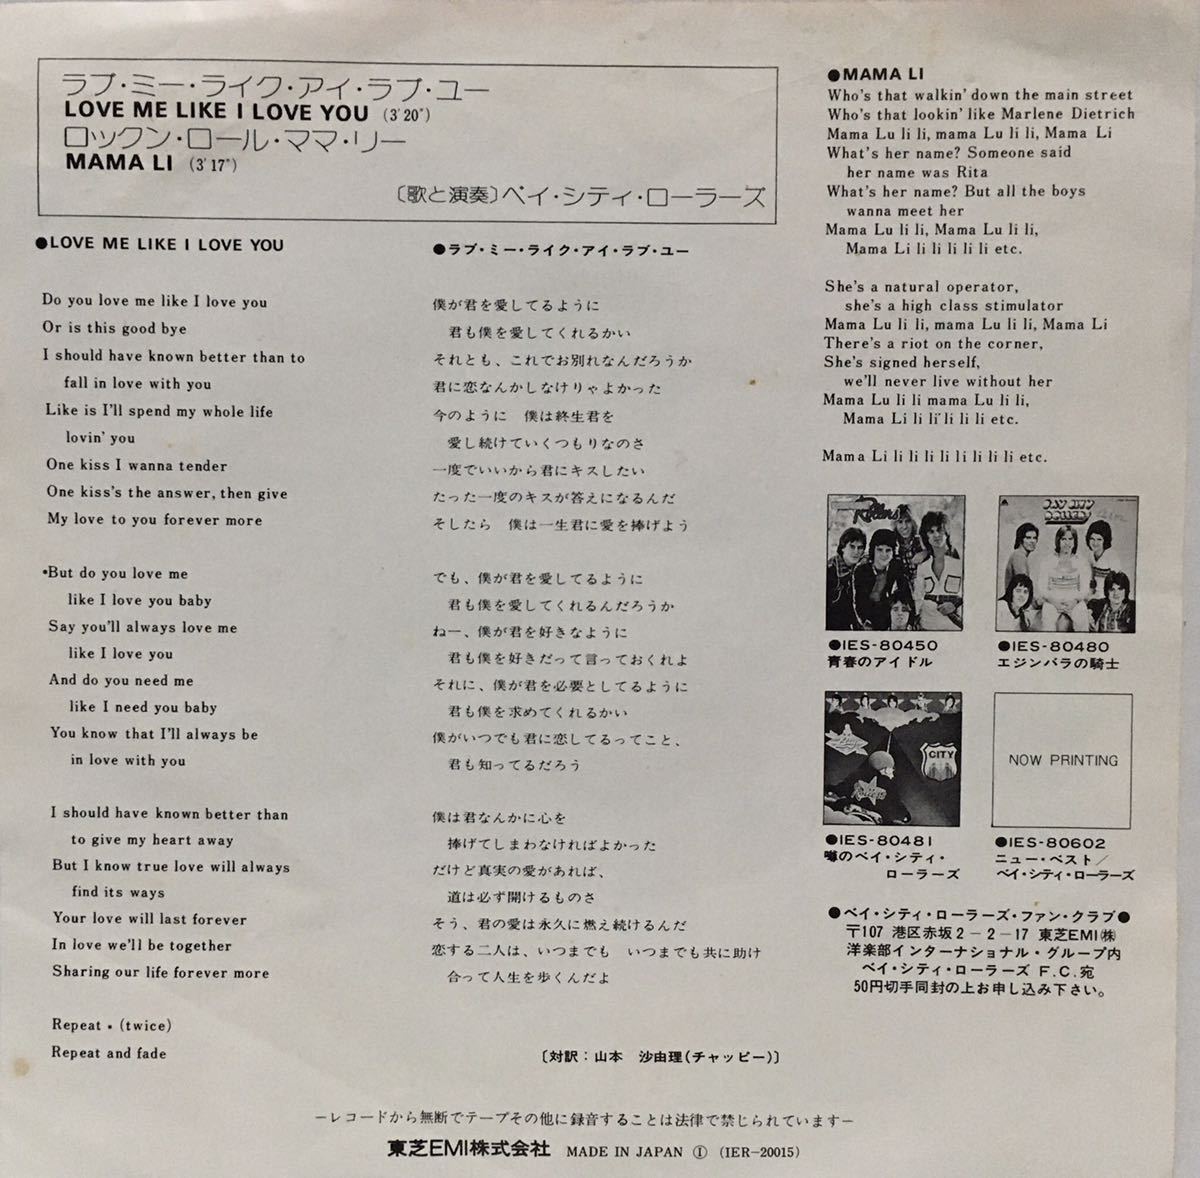 ラブ・ミー・ライク・アイ・ラブ・ユー
LOVE ME LIKE I LOVE YOU (3'20")
ロックン・ロール・ママ・リー
MAMA LI (3'17")
〔歌と演奏〕ベイ・シティ・ローラーズ
●LOVE ME LIKE I LOVE YOU
Do you love me like I love you
Or is this good bye
I should have known better than to
fall in love with you
Like is I'll spend my whole life
lovin' you
One kiss I wanna tender
One kiss's the answer, then give
My love to you forever more
•But do you love me
like I love you baby
Say you'll always love me
like I love you
And do you need me
like I need you baby
You know that I'll always be
in love with you
I should have known better than
to give my heart away
But I know true love will always
find its ways
Your love will last forever
In love we'll be together
Sharing our life forever more
Repeat • (twice)
Repeat and fade
●ラブ・ミー・ライク・アイ・ラブ・ユー
僕が君を愛してるように
君も僕を愛してくれるかい
それとも、これでお別れなんだろうか
君に恋なんかしなけりゃよかった
今のように 僕は終生君を
愛し続けていくつもりなのさ
一度でいいから君にキスしたい
たった一度のキスが答えになるんだ
そしたら 僕は一生君に愛を捧げよう
でも、僕が君を愛してるように
君も僕を愛してくれるんだろうか
ねー、僕が君を好きなように
君も僕を好きだって言っておくれよ
それに、僕が君を必要としてるように
君も僕を求めてくれるかい
僕がいつでも君に恋してるってこと、
君も知ってるだろう
僕は君なんかに心を
捧げてしまわなければよかった
だけど真実の愛があれば、
道は必ず開けるものさ
そう、君の愛は永久に燃え続けるんだ
恋する二人は、いつまでも いつまでも共に助け
合って人生を歩くんだよ
〔対訳：山本 沙由理(チャッピー)〕
●MAMA LI
Who's that walkin' down the main street
Who's that lookin' like Marlene Dietrich
Mama Lu li li, mama Lu li li, Mama Li
What's her name? Someone said
her name was Rita
What's her name? But all the boys
wanna meet her
Mama Lu li li, Mama Lu li li,
Mama Li li li li li li etc.
She's a natural operator,
she's a high class stimulator
Mama Lu li li, mama Lu li li, Mama Li
There's a riot on the corner,
She's signed herself,
we'll never live without her
Mama Lu li li mama Lu li li,
Mama Li li li li li li etc.
Mama Li li li li li li li li li etc.
Rollers
BAY CITY
ROLLERS
●IES-80450
青春のアイドル
●IES-80480
エジンバラの騎士
CITY
Rollers
NOW PRINTING
●IES-80481
噂のベイ・シティ・
ローラーズ
●IES-80602
ニュー・ベスト／
ベイ・シティ・ローラーズ
●ベイ・シティ・ローラーズ・ファン・クラブ●
〒107 港区赤坂2－2－17 東芝EMI㈱
洋楽部インターナショナル・グループ内
ベイ・シティ・ローラーズ F.C.宛
50円切手同封の上お申し込み下さい。
－レコードから無断でテープその他に録音することは法律で禁じられています－
東芝EMI株式会社 MADE IN JAPAN Ⓘ (IER-20015)